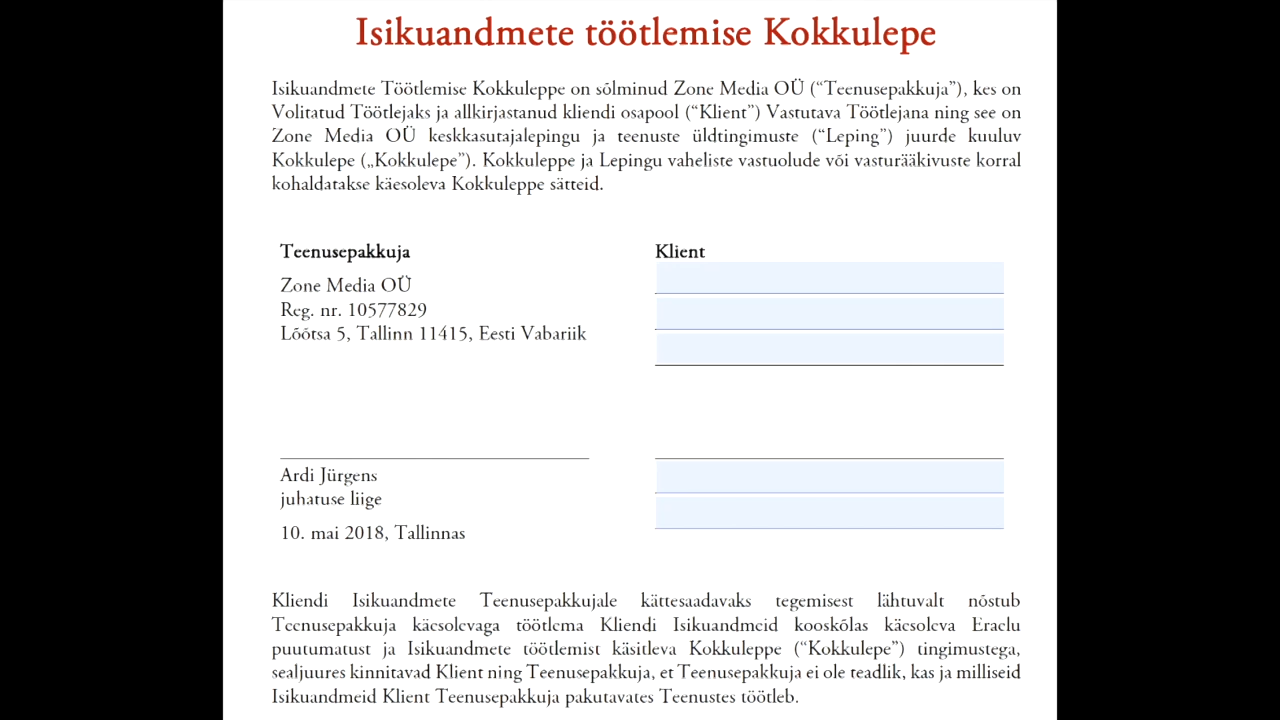 Isikuandmete töötlemise Kokkulepe
Isikuandmete Töötlemise Kokkuleppe on sõlminud Zone Media OÜ (“Teenusepakkuja”), kes on
Volitatud Töötlejaks ja allkirjastanud kliendi osapool (“Klient”) Vastutava Töötlejana ning see on
Zone Media OÜ keskkasutajalepingu ja teenuste üldtingimuste (“Leping”) juurde kuuluv
Kokkulepe („Kokkulepe”). Kokkuleppe ja Lepingu vaheliste vastuolude või vasturääkivuste korral
kohaldatakse käesoleva Kokkuleppe sätteid.
Teenusepakkuja
Zone Media OÜ
Reg. nr. 10577829
Lõõtsa 5, Tallinn 11415, Eesti Vabariik
Klient
Ardi Jürgens
juhatuse liige
10. mai 2018, Tallinnas
Kliendi Isikuandmete Teenusepakkujale kättesaadavaks tegemisest lähtuvalt nõstub
Teenusepakkuja käesolevaga töötlema Kliendi Isikuandmeid kooskõlas käesoleva Eraelu
puutumatust ja Isikuandmete töötlemist käsitleva Kokkuleppe (“Kokkulepe”) tingimustega,
sealjuures kinnitavad Klient ning Teenusepakkuja, et Teenusepakkuja ei ole teadlik, kas ja milliseid
Isikuandmeid Klient Teenusepakkuja pakutavates Teenustes töötleb.